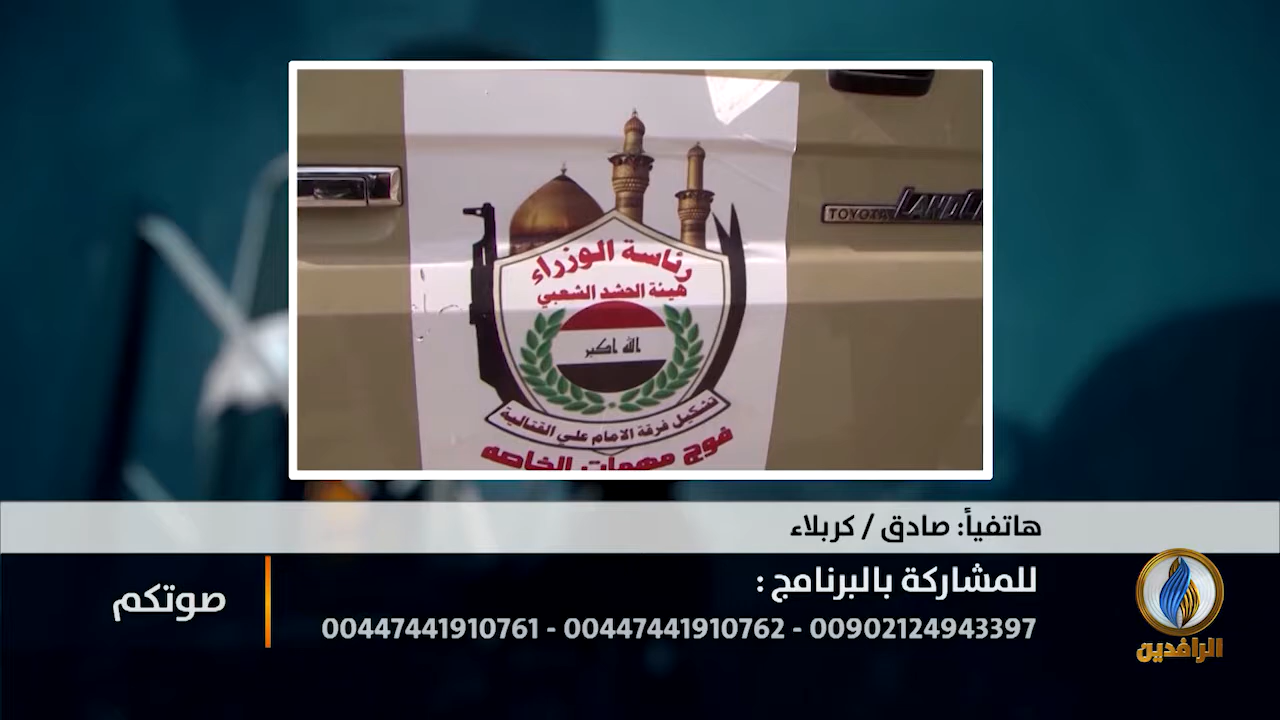 رئاسة الوزراء
هيئة الحشد الشعبي
الله اكبر
تشكيل فرقة الامام علي القتالية
فوج مهمات الخاصه
TOYOTA
هاتفياً: صادق / كربلاء
للمشاركة بالبرنامج :
00447441910761 - 00447441910762 - 00902124943397
صوتكم
الرافدين